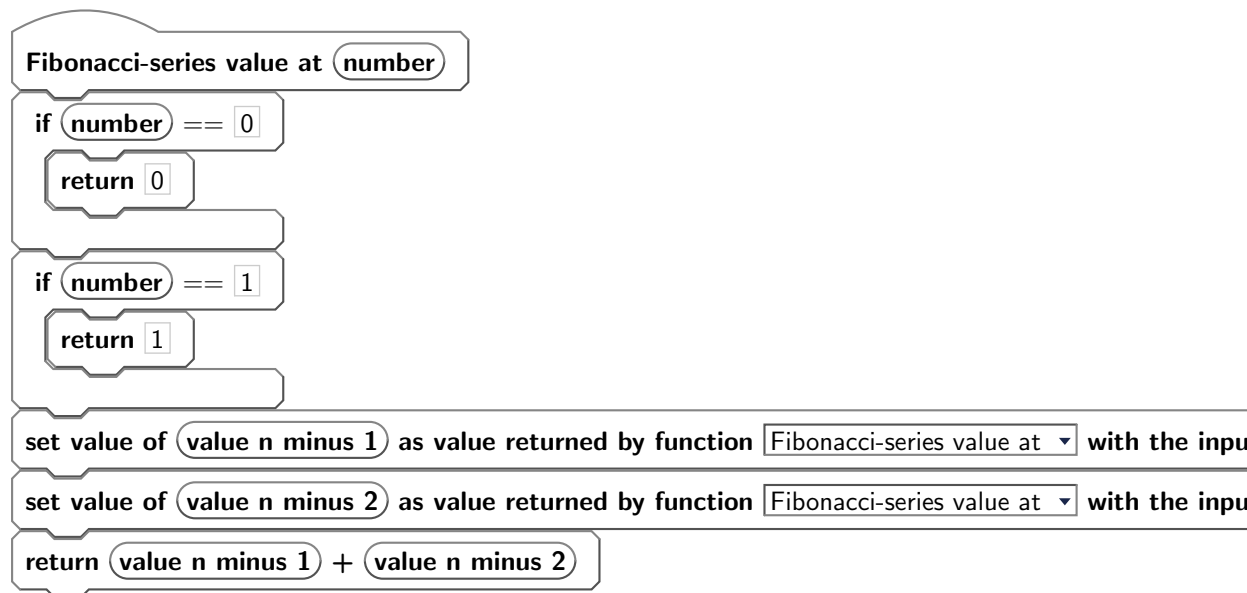 Fibonacci-series value at number
if number == 0
return 0
if number == 1
return 1
set value of value n minus 1 as value returned by function Fibonacci-series value at with the inpu
set value of value n minus 2 as value returned by function Fibonacci-series value at with the inpu
return value n minus 1 + value n minus 2